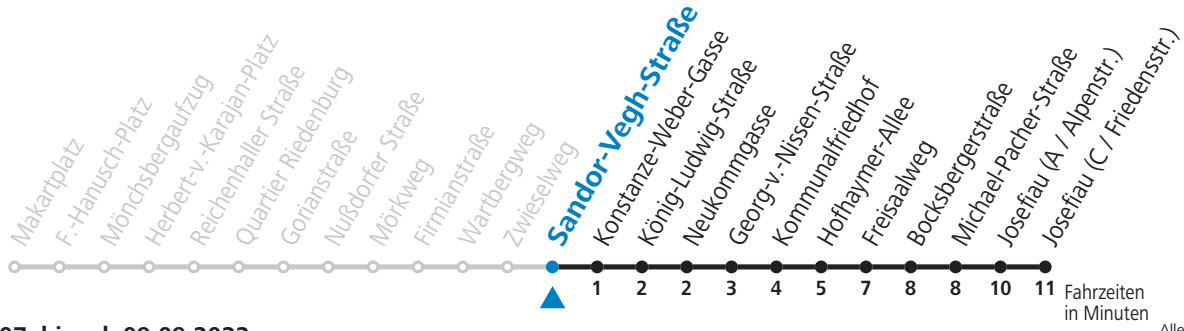 Makartplatz
F.-Hanusch-Platz
Mönchsbergaufzug
Herbert-v.-Karajan-Platz
Reichenhaller Straße
Quartier Riedenburg
Gorianstraße
Nußdorfer Straße
Mörkweg
Firmianstraße
Wartbergweg
Zwieselweg
Sandor-Vegh-Straße
Konstanze-Weber-Gasse
König-Ludwig-Straße
Neukommgasse
Georg-v.-Nissen-Straße
Kommunalfriedhof
Hofhaymer-Allee
Freisaalweg
Bocksbergerstraße
Michael-Pacher-Straße
Josefiau (A / Alpenstr.)
Josefiau (C / Friedensstr.)
1 2 2 3 4 5 7 8 8 10 11 Fahrzeiten
in Minuten